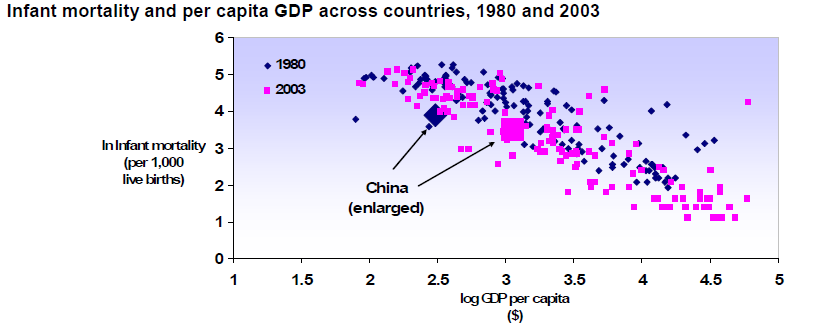 Infant mortality and per capita GDP across countries, 1980 and 2003
6
1980
5
2003
4
ln Infant mortality
(per 1,000
live births)
3
China
(enlarged)
2
1
0
1 1.5 2 2.5 3 3.5 4 4.5 5
log GDP per capita
($)